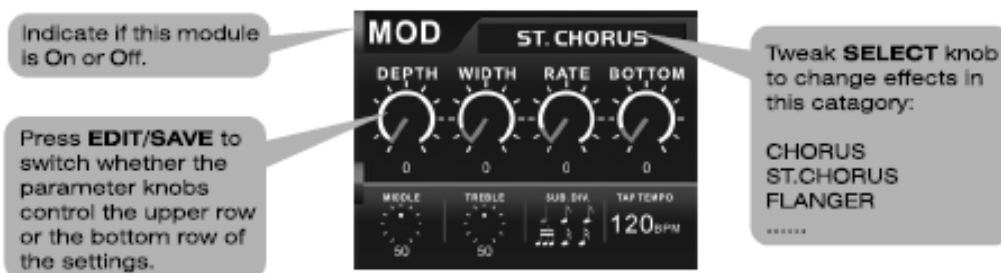 Indicate if this module
is On or Off.
Press EDIT/SAVE to
switch whether the
parameter knobs
control the upper row
or the bottom row of
the settings.
MOD
ST. CHORUS
DEPTH WIDTH RATE BOTTOM
0 0 0 0
MIDDLE TREBLE SUB. DIV. TAP TEMPO
50 50 120BPM
Tweak SELECT knob
to change effects in
this catagory:
CHORUS
ST.CHORUS
FLANGER
......